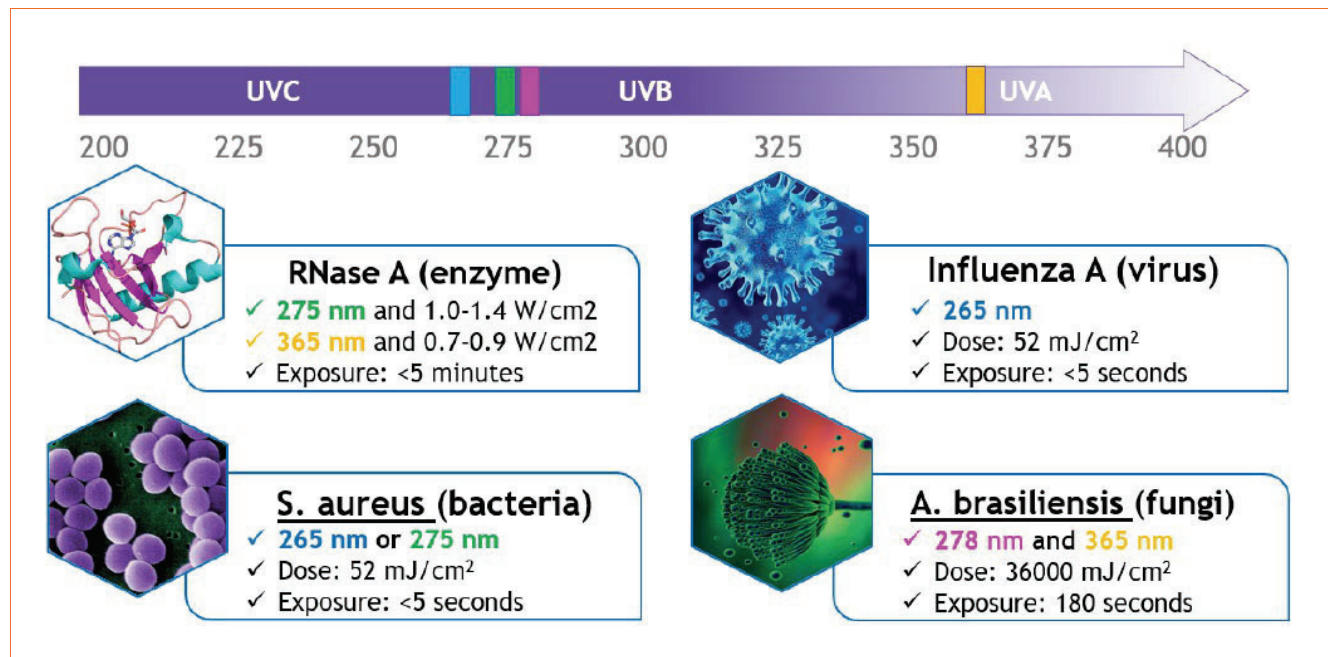 UVC UVB UVA
200 225 250 275 300 325 350 375 400
RNase A (enzyme)
✓ 275 nm and 1.0-1.4 W/cm2
✓ 365 nm and 0.7-0.9 W/cm2
✓ Exposure: <5 minutes
Influenza A (virus)
✓ 265 nm
✓ Dose: 52 mJ/cm²
✓ Exposure: <5 seconds
S. aureus (bacteria)
✓ 265 nm or 275 nm
✓ Dose: 52 mJ/cm²
✓ Exposure: <5 seconds
A. brasiliensis (fungi)
✓ 278 nm and 365 nm
✓ Dose: 36000 mJ/cm²
✓ Exposure: 180 seconds